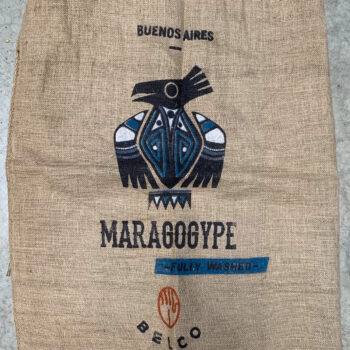 BUENOS AIRES
MARAGOGYPE
~FULLY WASHED~
BELCO